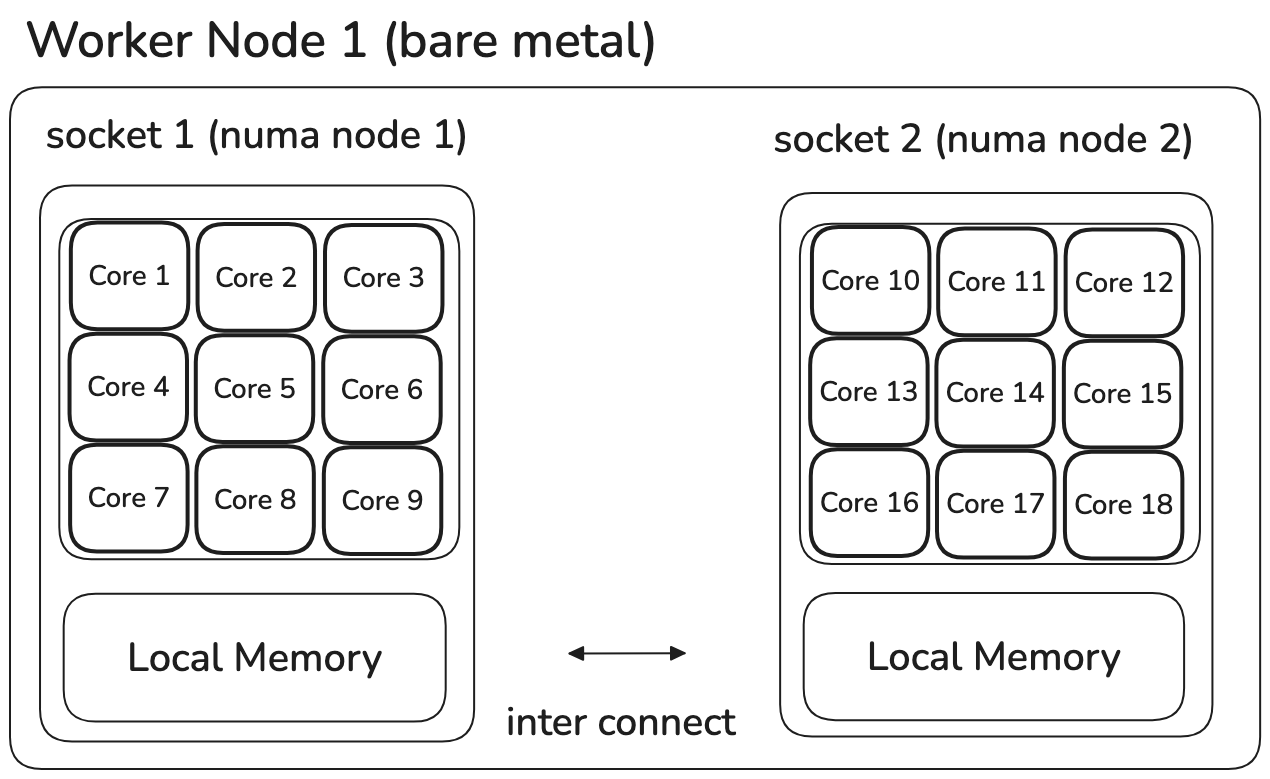 Worker Node 1 (bare metal)
socket 1 (numa node 1)
Core 1 Core 2 Core 3
Core 4 Core 5 Core 6
Core 7 Core 8 Core 9
Local Memory
inter connect
socket 2 (numa node 2)
Core 10 Core 11 Core 12
Core 13 Core 14 Core 15
Core 16 Core 17 Core 18
Local Memory